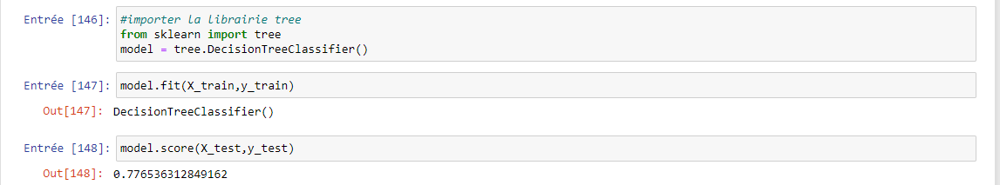 Entrée [146]: #importer la librairie tree
from sklearn import tree
model = tree.DecisionTreeClassifier()
Entrée [147]: model.fit(X_train,y_train)
Out[147]: DecisionTreeClassifier()
Entrée [148]: model.score(X_test,y_test)
Out[148]: 0.776536312849162